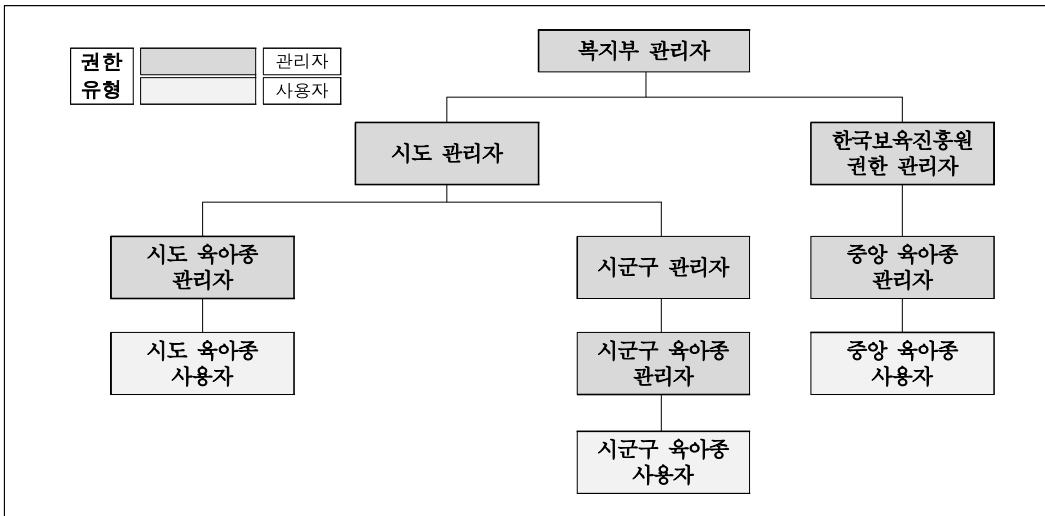 권한
유형
관리자
사용자
복지부 관리자
시도 관리자
한국보육진흥원
권한 관리자
시도 육아종
관리자
시군구 관리자
중앙 육아종
관리자
시도 육아종
사용자
시군구 육아종
관리자
중앙 육아종
사용자
시군구 육아종
사용자